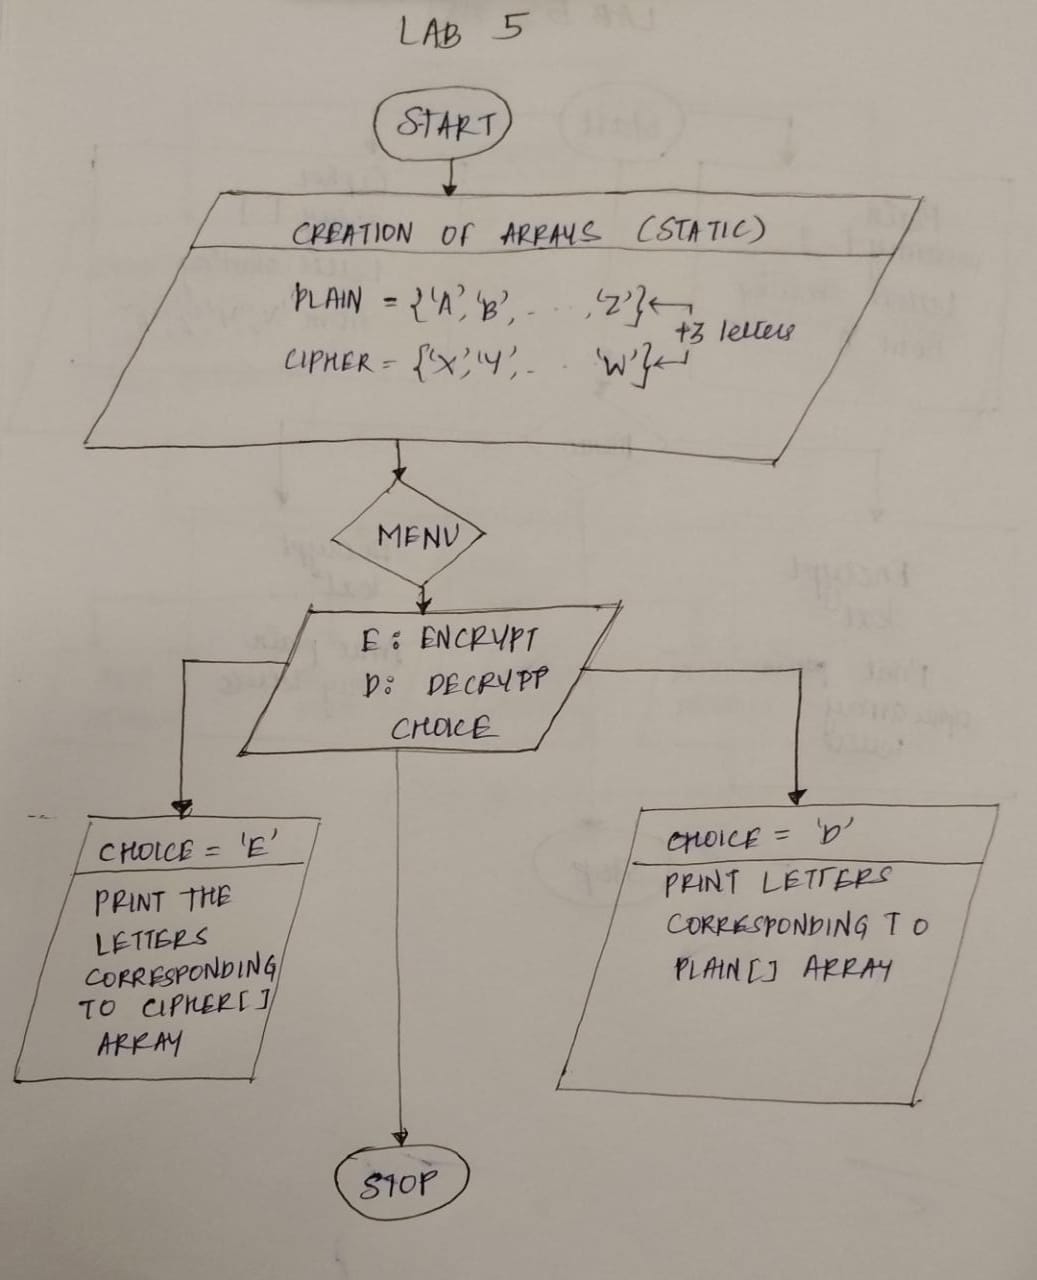 LAB 5
START
CREATION OF ARRAYS (STATIC)
PLAIN = {'A', 'B', . . . . , 'Z'}
+3 letters
CIPHER = {'X', 'Y', . . . 'W'}
MENU
E: ENCRYPT
D: DECRYPT
CHOICE
CHOICE = 'E'
PRINT THE
LETTERS
CORRESPONDING
TO CIPHER[]
ARRAY
CHOICE = 'D'
PRINT LETTERS
CORRESPONDING TO
PLAIN[] ARRAY
STOP